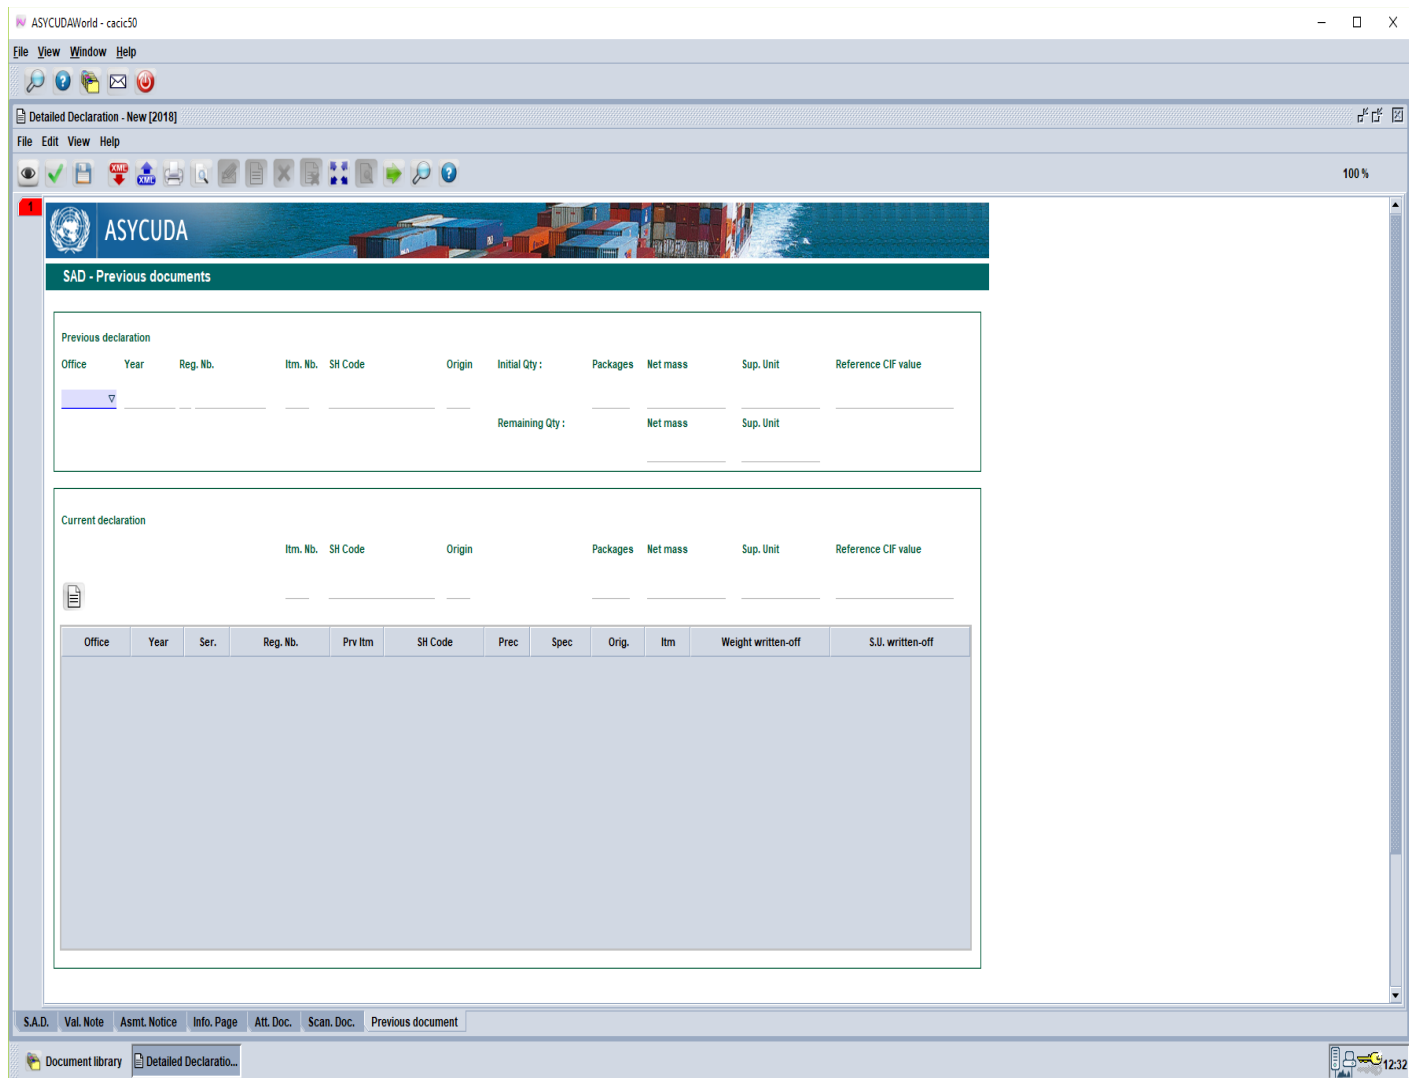 ASYCUDAWorld - cacic50
File View Window Help
Detailed Declaration - New [2018]
File Edit View Help
XML XML
100 %
1
ASYCUDA
SAD - Previous documents
Previous declaration
Office Year Reg. Nb. Itm. Nb. SH Code Origin Initial Qty : Packages Net mass Sup. Unit Reference CIF value
Remaining Qty : Net mass Sup. Unit
Current declaration
Itm. Nb. SH Code Origin Packages Net mass Sup. Unit Reference CIF value
Office Year Ser. Reg. Nb. Prv Itm SH Code Prec Spec Orig. Itm Weight written-off S.U. written-off
S.A.D. Val. Note Asmt. Notice Info. Page Att. Doc. Scan. Doc. Previous document
Document library Detailed Declaratio... 12:32